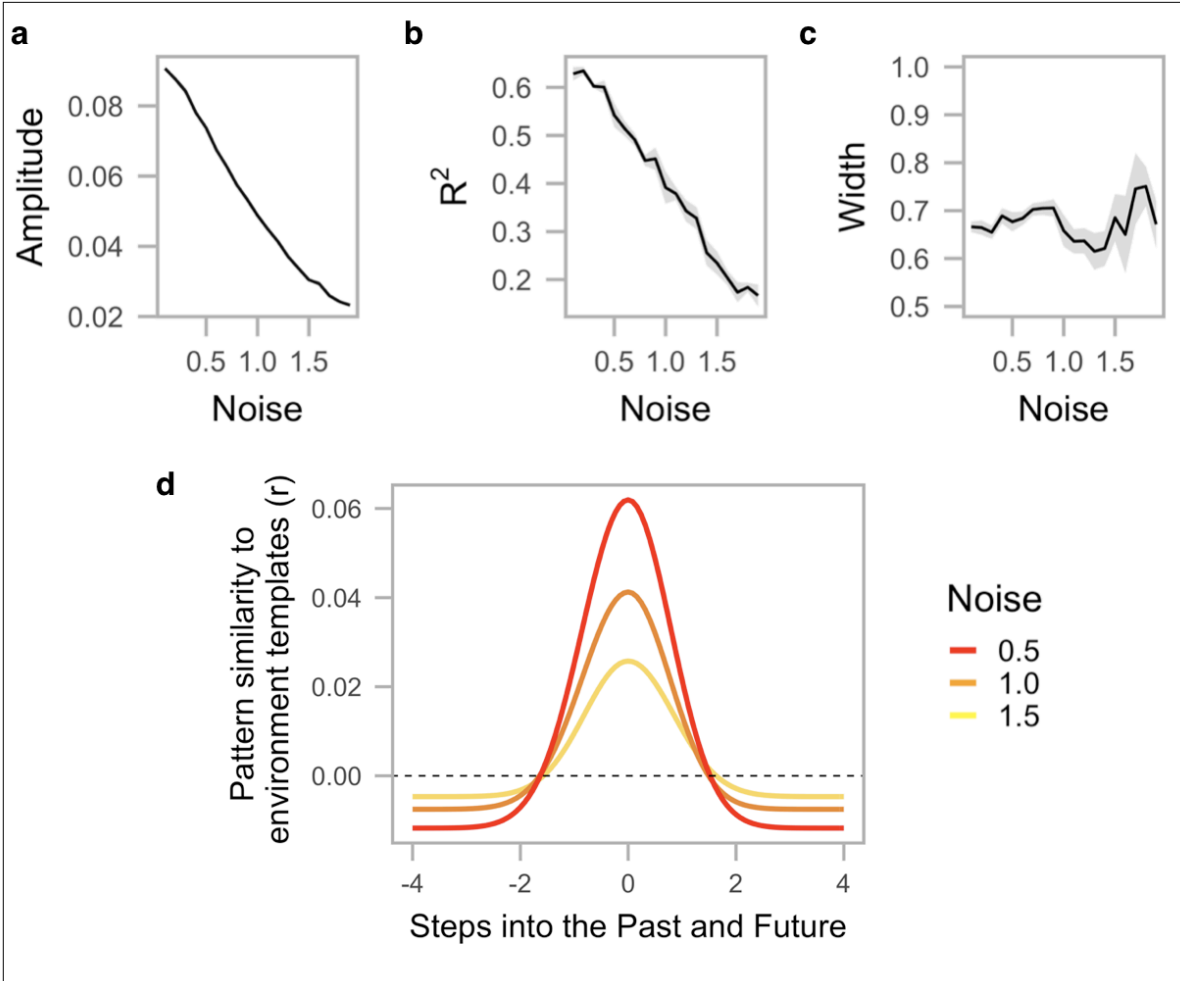 a
Amplitude
0.08
0.06
0.04
0.02
0.5 1.0 1.5
Noise
b
R²
0.6
0.5
0.4
0.3
0.2
0.5 1.0 1.5
Noise
c
Width
1.0
0.9
0.8
0.7
0.6
0.5
0.5 1.0 1.5
Noise
d
Pattern similarity to
environment templates (r)
0.06
0.04
0.02
0.00
-4 -2 0 2 4
Steps into the Past and Future
Noise
0.5
1.0
1.5